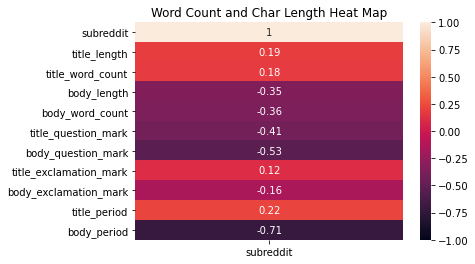 Word Count and Char Length Heat Map
subreddit 1
title_length 0.19
title_word_count 0.18
body_length -0.35
body_word_count -0.36
title_question_mark -0.41
body_question_mark -0.53
title_exclamation_mark 0.12
body_exclamation_mark -0.16
title_period 0.22
body_period -0.71
subreddit
1.00
0.75
0.50
0.25
0.00
−0.25
−0.50
−0.75
−1.00